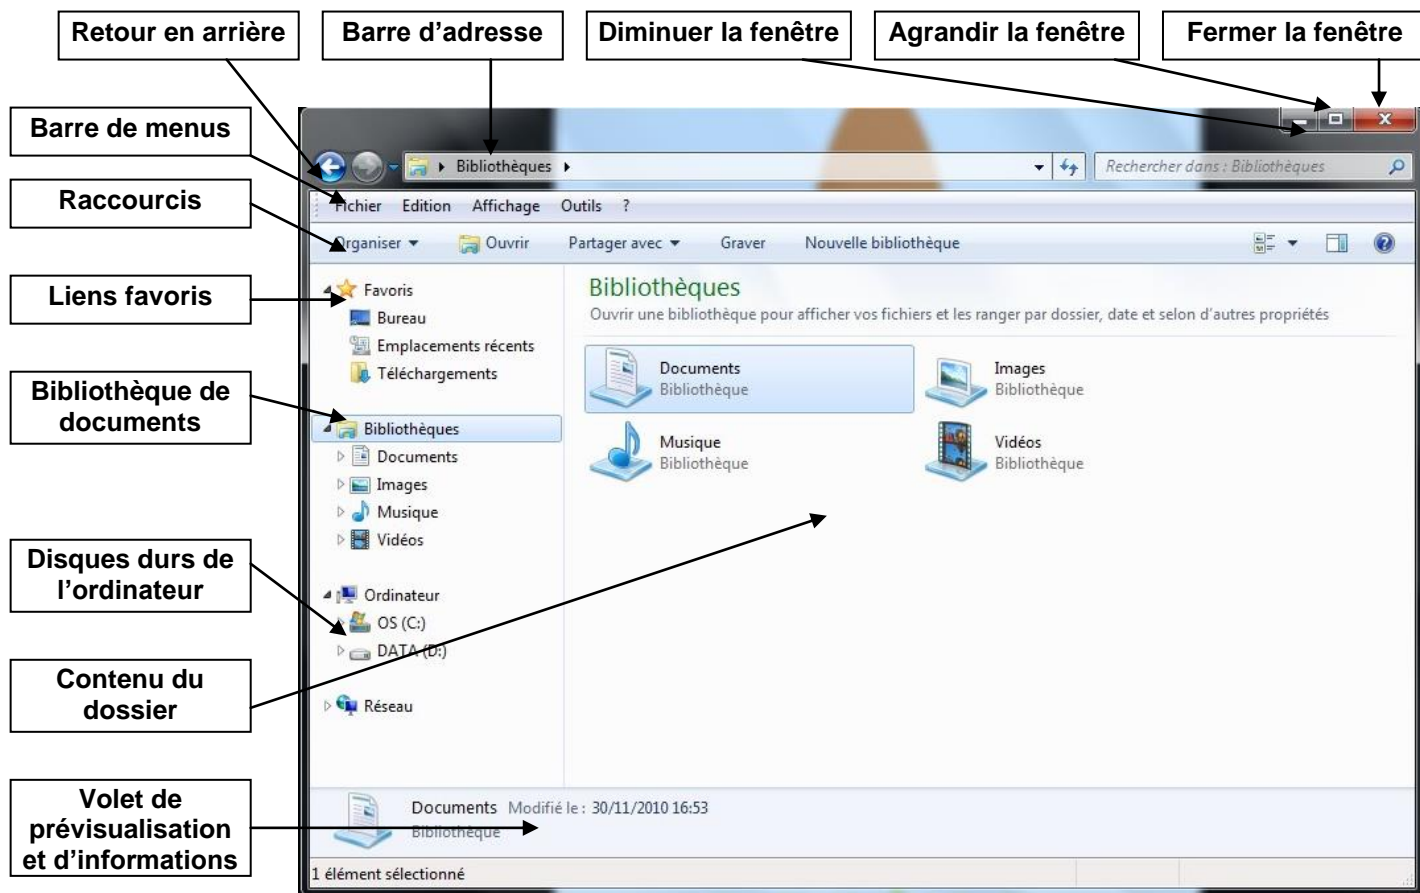 Retour en arrière
Barre d'adresse
Diminuer la fenêtre
Agrandir la fenêtre
Fermer la fenêtre
Barre de menus
Raccourcis
Liens favoris
Bibliothèque de
documents
Disques durs de
l'ordinateur
Contenu du
dossier
Volet de
prévisualisation
et d'informations
Bibliothèques
Rechercher dans : Bibliothèques
Fichier Edition Affichage Outils ?
Organiser Ouvrir Partager avec Graver Nouvelle bibliothèque
Favoris
Bureau
Emplacements récents
Téléchargements
Bibliothèques
Documents
Images
Musique
Vidéos
Ordinateur
OS (C:)
DATA (D:)
Réseau
Bibliothèques
Ouvrir une bibliothèque pour afficher vos fichiers et les ranger par dossier, date et selon d'autres propriétés
Documents
Bibliothèque
Images
Bibliothèque
Musique
Bibliothèque
Vidéos
Bibliothèque
Documents Modifié le : 30/11/2010 16:53
Bibliothèque
1 élément sélectionné